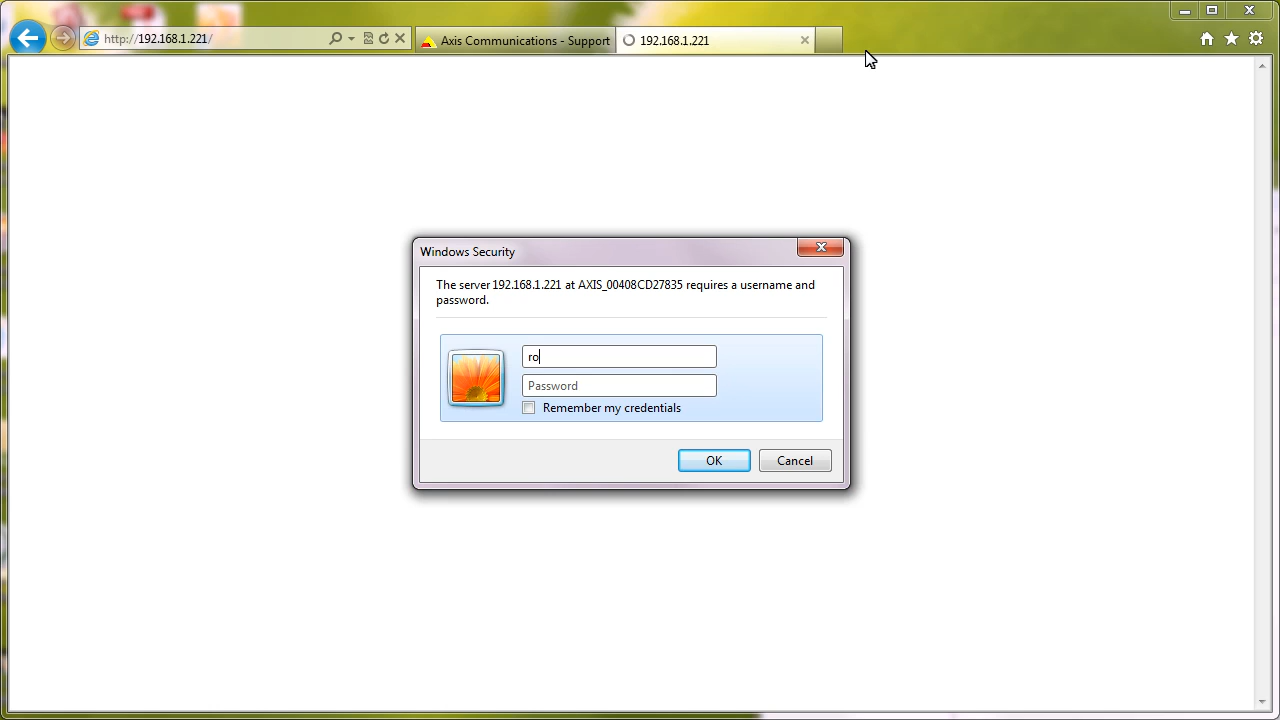 http://192.168.1.221/
Axis Communications - Support
192.168.1.221
Windows Security
The server 192.168.1.221 at AXIS_00408CD27835 requires a username and
password.
ro
Password
Remember my credentials
OK
Cancel